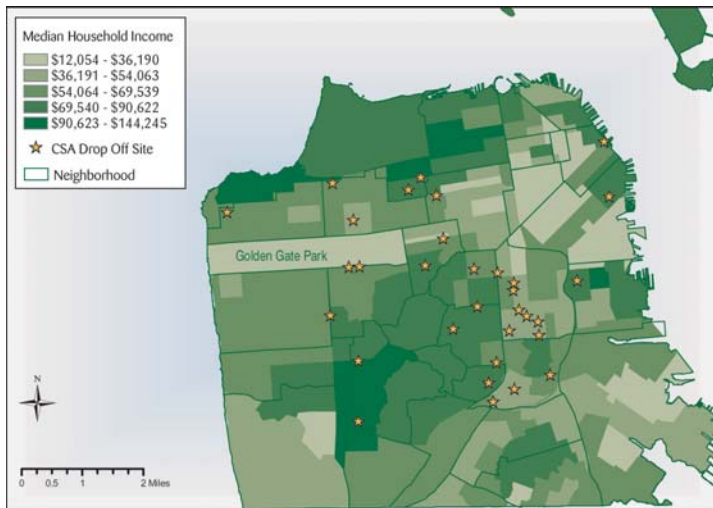 Median Household Income
$12,054 - $36,190
$36,191 - $54,063
$54,064 - $69,539
$69,540 - $90,622
$90,623 - $144,245
CSA Drop Off Site
Neighborhood
Golden Gate Park
N
0 0.5 1 2 Miles